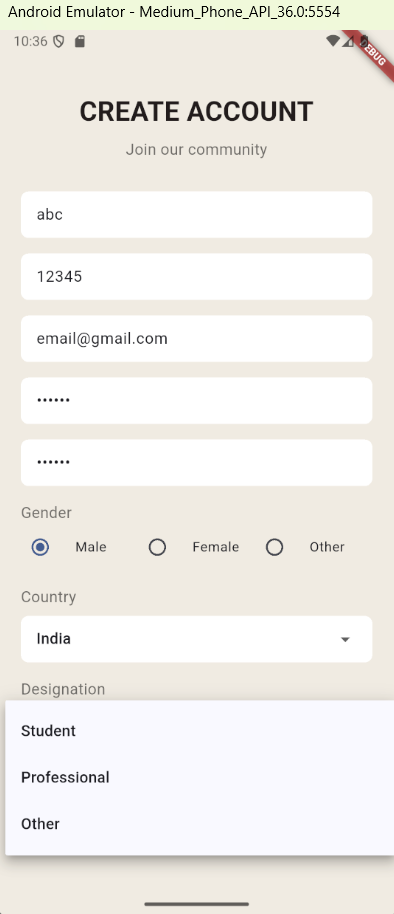 Android Emulator - Medium_Phone_API_36.0:5554
10:36
DEBUG
CREATE ACCOUNT
Join our community
abc
12345
email@gmail.com
••••••
••••••
Gender
Male Female Other
Country
India
Designation
Student
Professional
Other